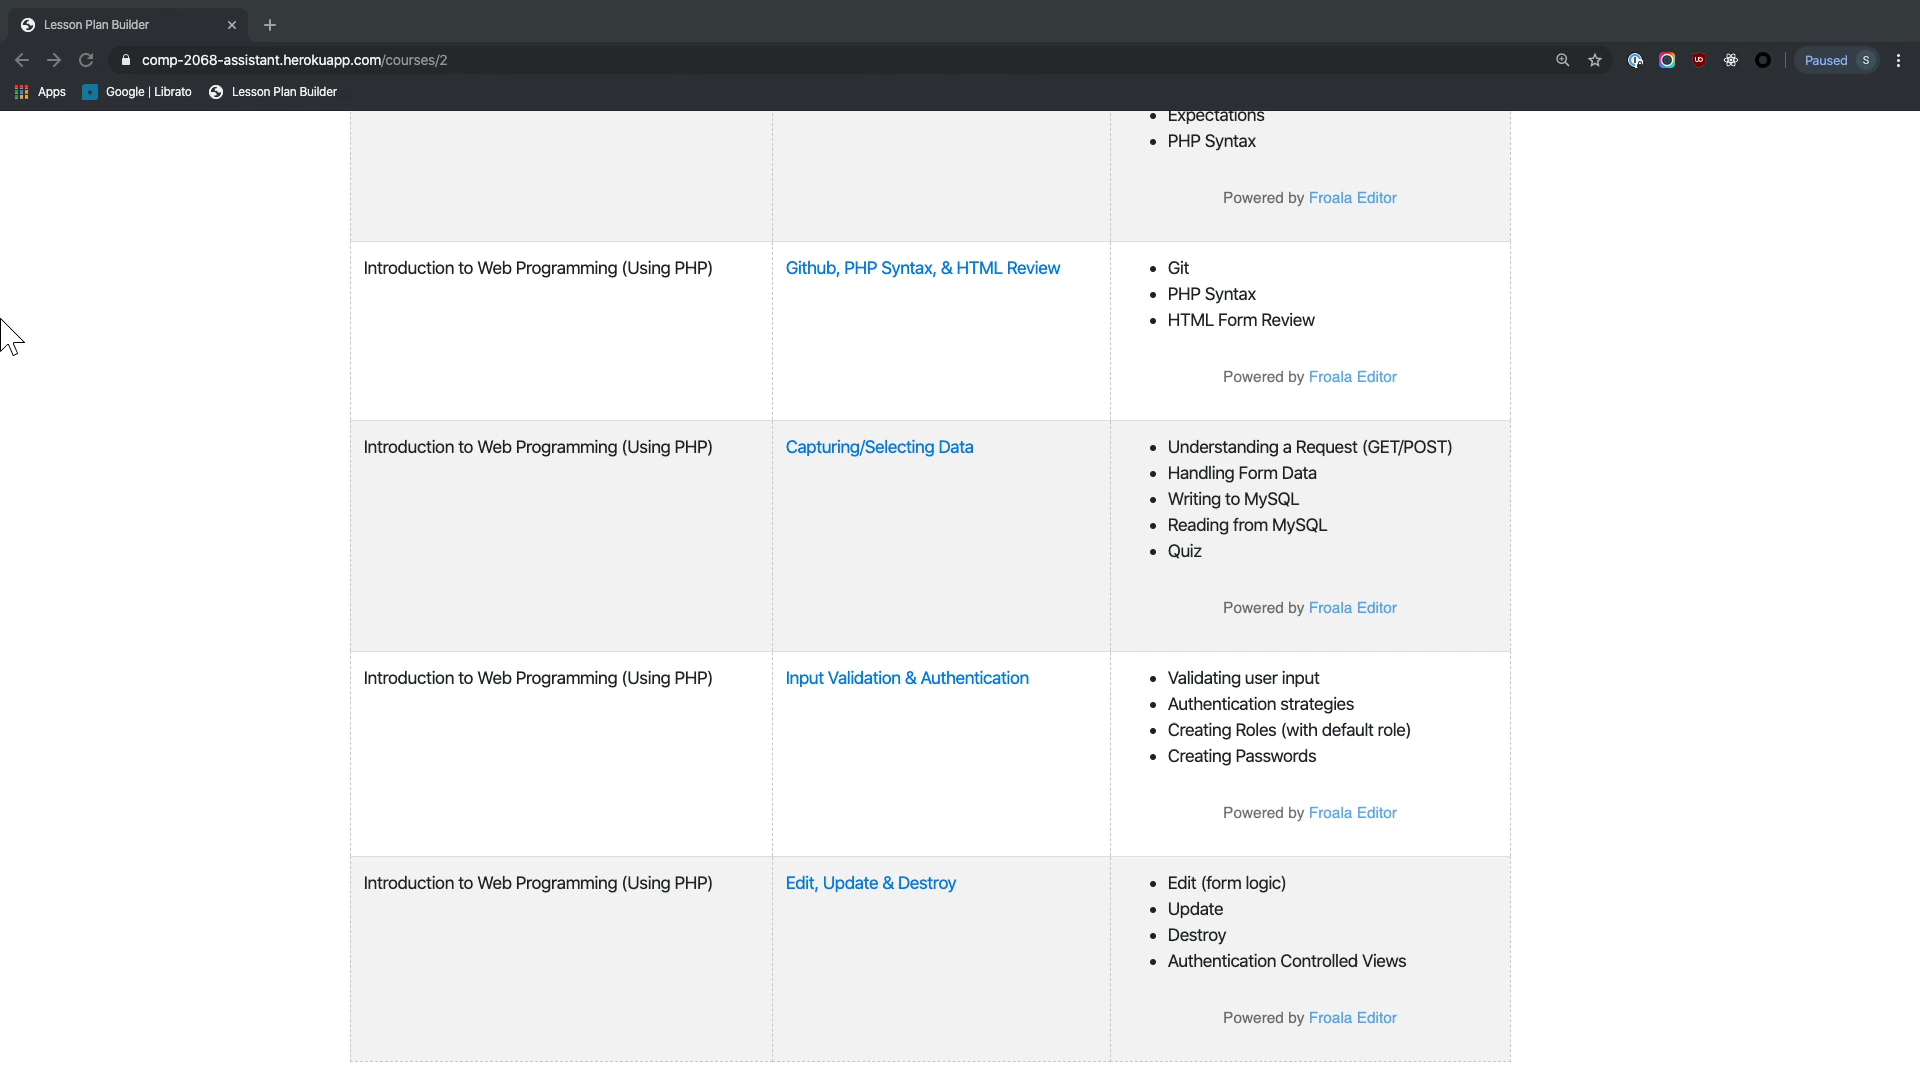 Lesson Plan Builder
comp-2068-assistant.herokuapp.com/courses/2
Paused S
Apps Google | Librato Lesson Plan Builder
Expectations
PHP Syntax
Powered by Froala Editor
Introduction to Web Programming (Using PHP) Github, PHP Syntax, & HTML Review
Git
PHP Syntax
HTML Form Review
Powered by Froala Editor
Introduction to Web Programming (Using PHP) Capturing/Selecting Data
Understanding a Request (GET/POST)
Handling Form Data
Writing to MySQL
Reading from MySQL
Quiz
Powered by Froala Editor
Introduction to Web Programming (Using PHP) Input Validation & Authentication
Validating user input
Authentication strategies
Creating Roles (with default role)
Creating Passwords
Powered by Froala Editor
Introduction to Web Programming (Using PHP) Edit, Update & Destroy
Edit (form logic)
Update
Destroy
Authentication Controlled Views
Powered by Froala Editor